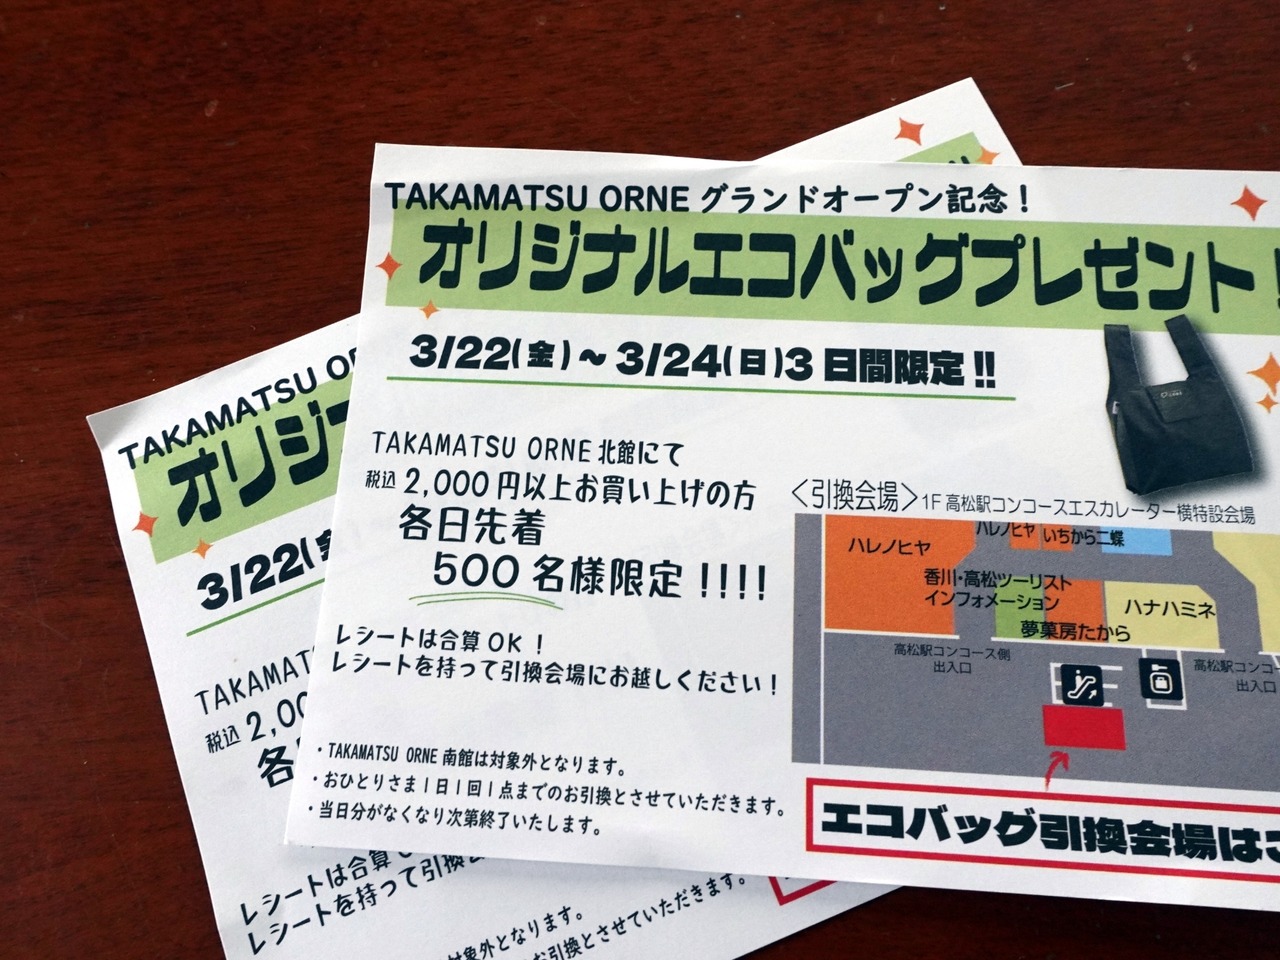 TAKAMATSU ORNE グランドオープン記念！
オリジナルエコバッグプレゼント！
3/22(金)～3/24(日)3日間限定!!
TAKAMATSU ORNE 北館にて
税込 2,000円以上お買い上げの方
各日先着
500名様限定！！！！
レシートは合算OK！
レシートを持って引換会場にお越しください！
・TAKAMATSU ORNE 南館は対象外となります。
・おひとりさま1日1回1点までのお引換とさせていただきます。
・当日分がなくなり次第終了いたします。
＜引換会場＞1F 高松駅コンコースエスカレーター横特設会場
ハレノヒヤ
ハレノヒヤ
いちから二蝶
香川・高松ツーリスト
インフォメーション
ハナハミネ
夢菓房たから
高松駅コンコース側
出入口
高松駅コンコー
出入口
エコバッグ引換会場はこ
TAKAMATSU OR
オリジ
3/22(金
TAKAMAT
税込 2,00
各
レシートは合算
レシートを持って引換
対象外となります。
お引換とさせていただきます。